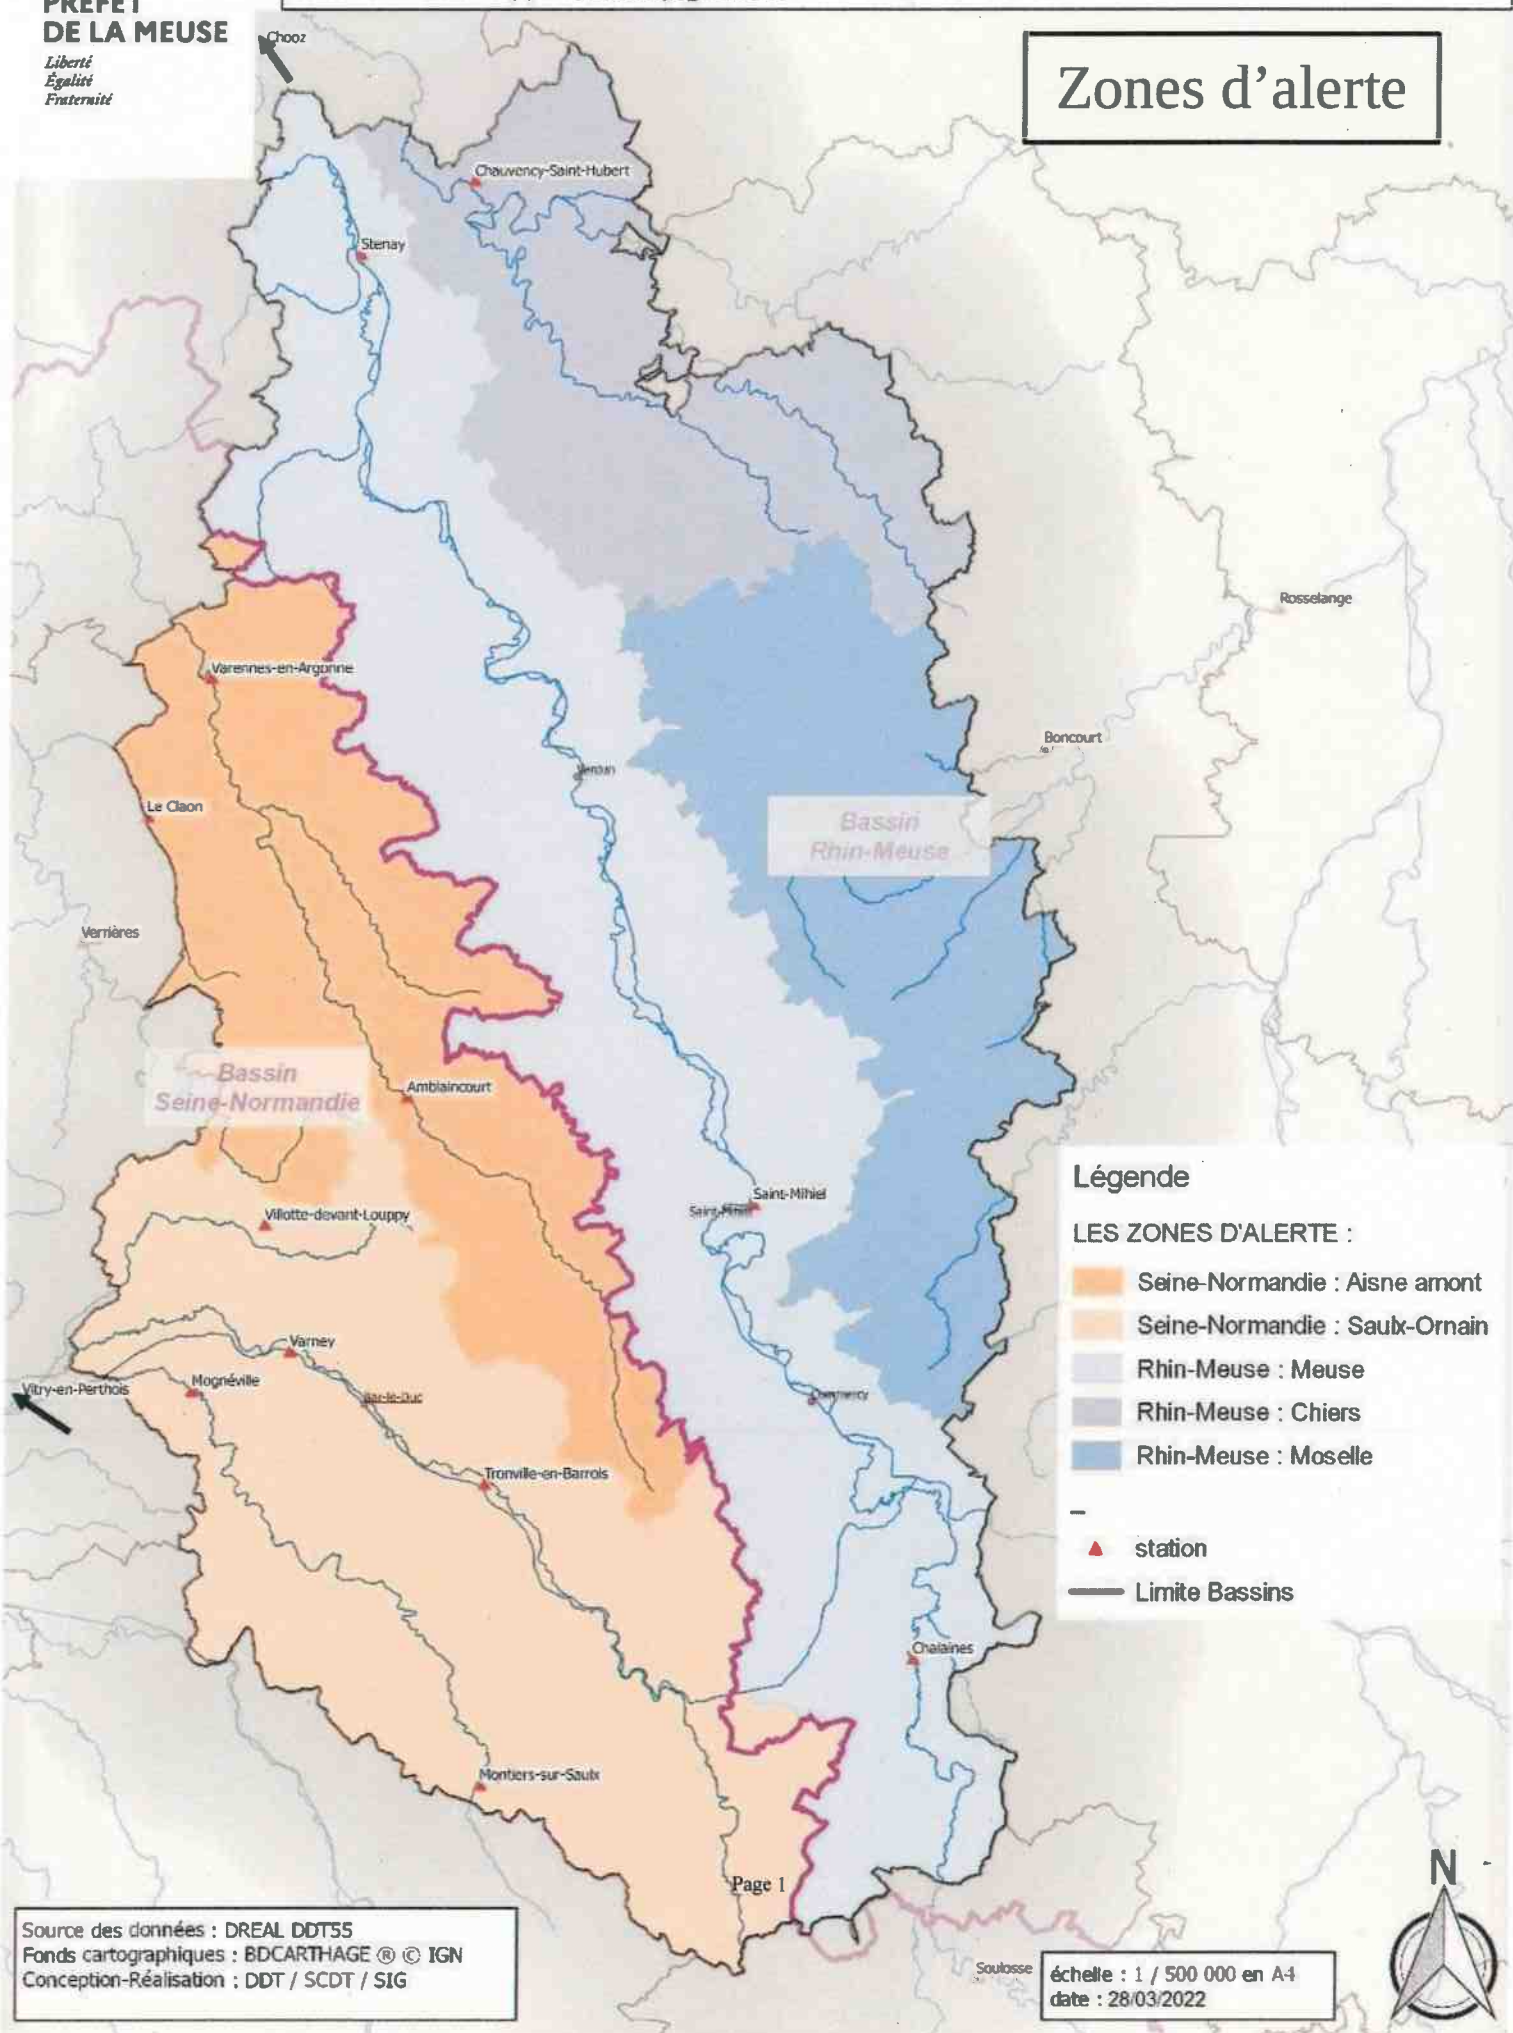 PRÉFET
DE LA MEUSE
Liberté
Égalité
Fraternité
Zones d'alerte
Chooz
Chauvency-Saint-Hubert
Stenay
Rosselange
Varennes-en-Argonne
Boncourt
Verdun
Le Claon
Bassin
Rhin-Meuse
Verrières
Bassin
Seine-Normandie
Amblaincourt
Saint-Mihiel
Saint-Mihiel
Villotte-devant-Louppy
Varney
Mognéville
Vitry-en-Perthois
Bar-le-Duc
Commercy
Tronville-en-Barrois
Chalaines
Montiers-sur-Saulx
Légende
LES ZONES D'ALERTE :
Seine-Normandie : Aisne amont
Seine-Normandie : Saulx-Ornain
Rhin-Meuse : Meuse
Rhin-Meuse : Chiers
Rhin-Meuse : Moselle
station
Limite Bassins
Page 1
N
Source des données : DREAL DDT55
Fonds cartographiques : BDCARTHAGE ® © IGN
Conception-Réalisation : DDT / SCDT / SIG
Soulosse
échelle : 1 / 500 000 en A4
date : 28/03/2022